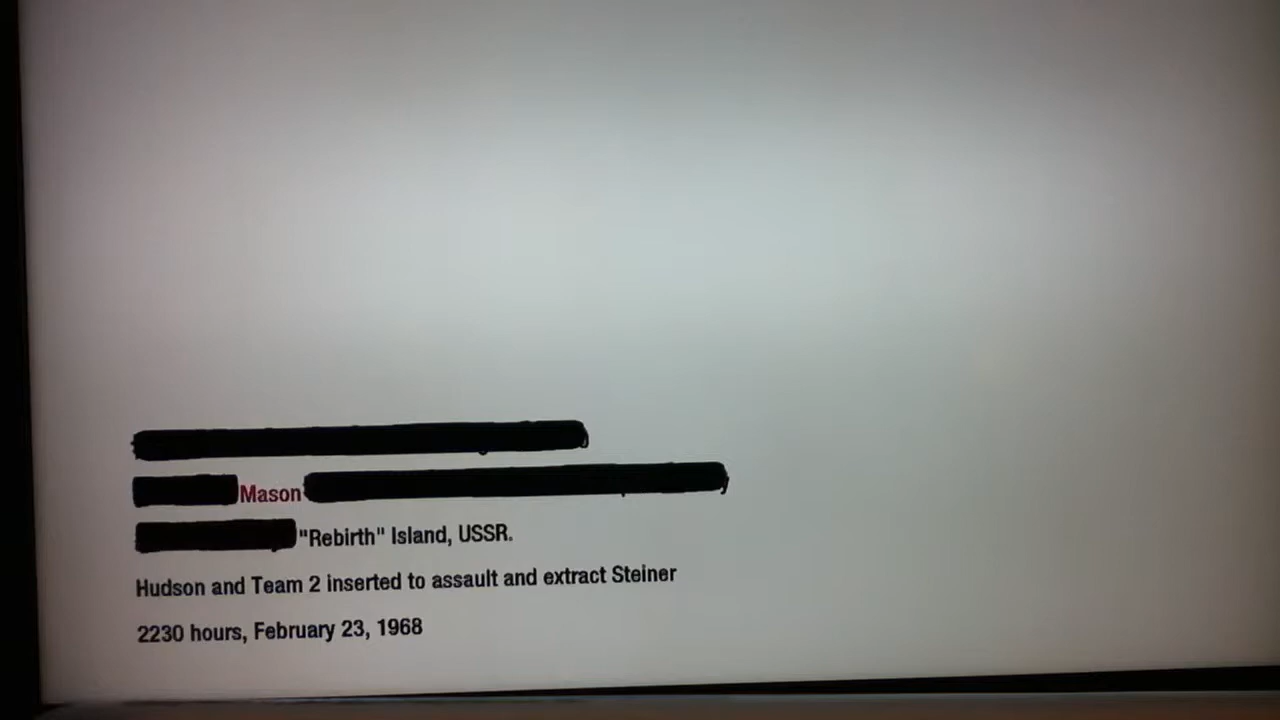 Mason
"Rebirth" Island, USSR.
Hudson and Team 2 inserted to assault and extract Steiner
2230 hours, February 23, 1968